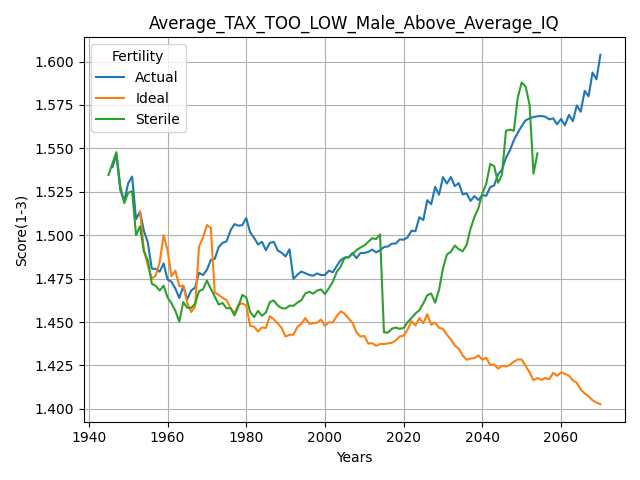 Average_TAX_TOO_LOW_Male_Above_Average_IQ
Fertility
Actual
Ideal
Sterile
Score(1-3)
1.600
1.575
1.550
1.525
1.500
1.475
1.450
1.425
1.400
1940 1960 1980 2000 2020 2040 2060
Years